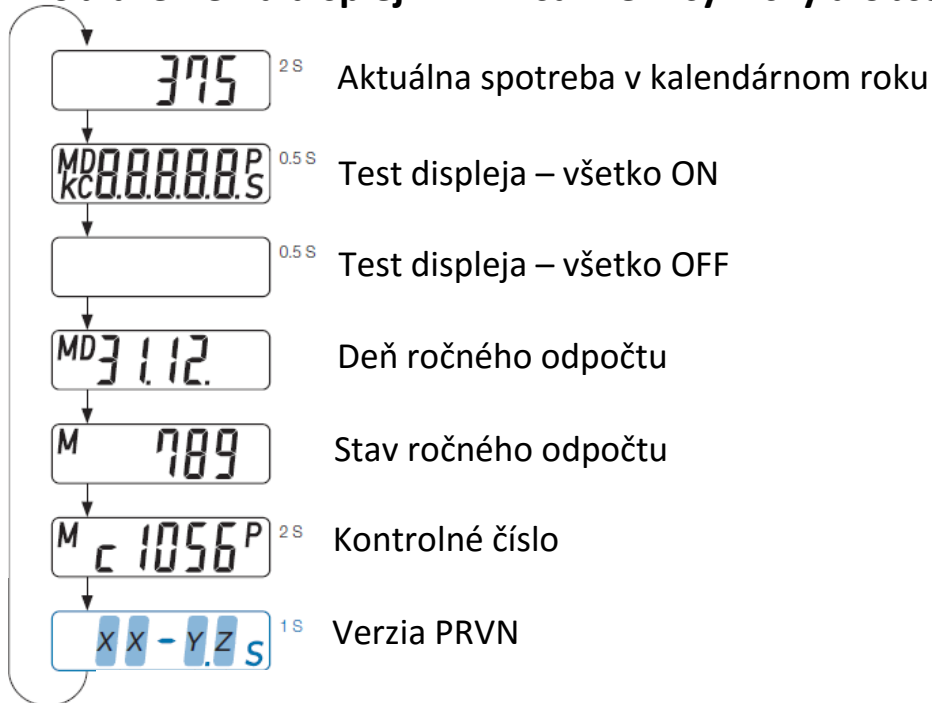 375 2 S Aktuálna spotreba v kalendárnom roku
MD kC 8.8.8.8.8. P S 0.5 S Test displeja – všetko ON
0.5 S Test displeja – všetko OFF
MD 31.12. Deň ročného odpočtu
M 789 Stav ročného odpočtu
M c 1056 P 2 S Kontrolné číslo
X X - Y.Z S 1 S Verzia PRVN